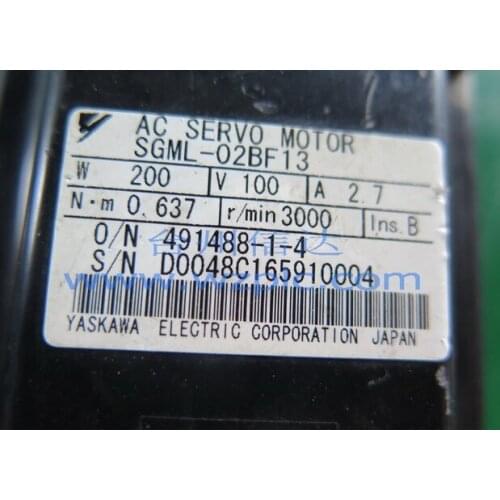 AC SERVO MOTOR
SGML-02BF13
W 200 V 100 A 2.7
N·m 0.637 r/min 3000 Ins.B
O/N 491488-1-4
S/N D0048C165910004
YASKAWA ELECTRIC CORPORATION JAPAN